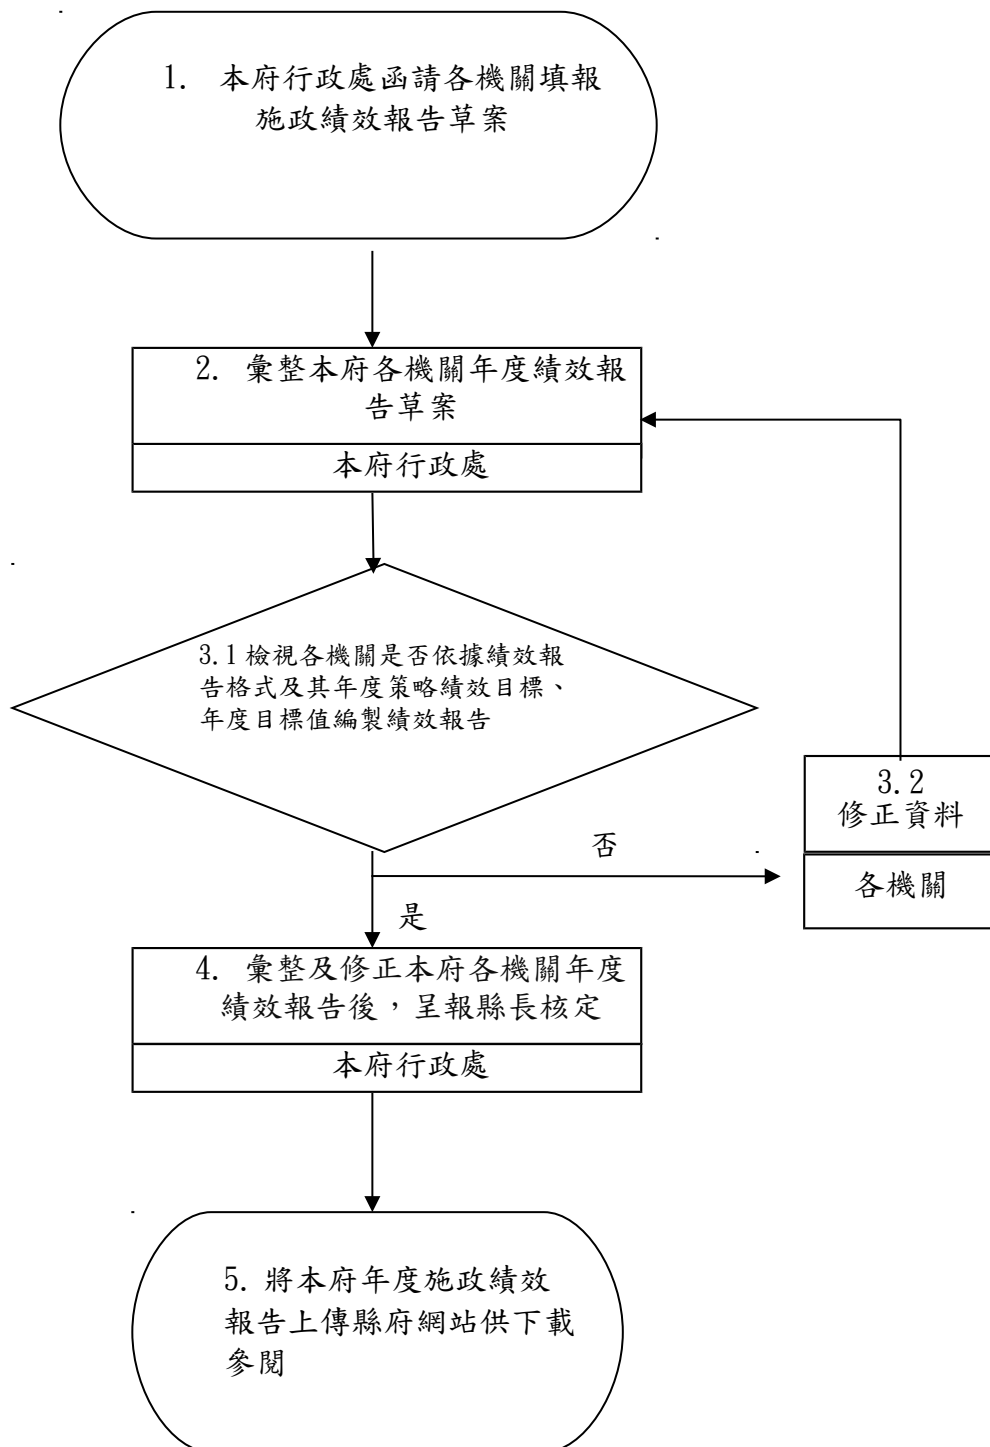 1. 本府行政處函請各機關填報
施政績效報告草案
2. 彙整本府各機關年度績效報
告草案
本府行政處
3.1 檢視各機關是否依據績效報
告格式及其年度策略績效目標、
年度目標值編製績效報告
3.2
修正資料
各機關
否
是
4. 彙整及修正本府各機關年度
績效報告後，呈報縣長核定
本府行政處
5. 將本府年度施政績效
報告上傳縣府網站供下載
參閱